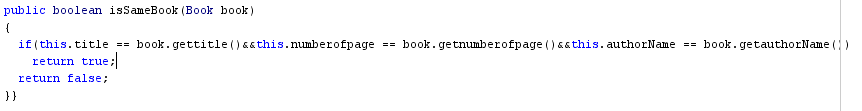 public boolean isSameBook(Book book)
{
  if(this.title == book.gettitle()&&this.numberofpage == book.getnumberofpage()&&this.authorName == book.getauthorName())
    return true;
  return false;
}}